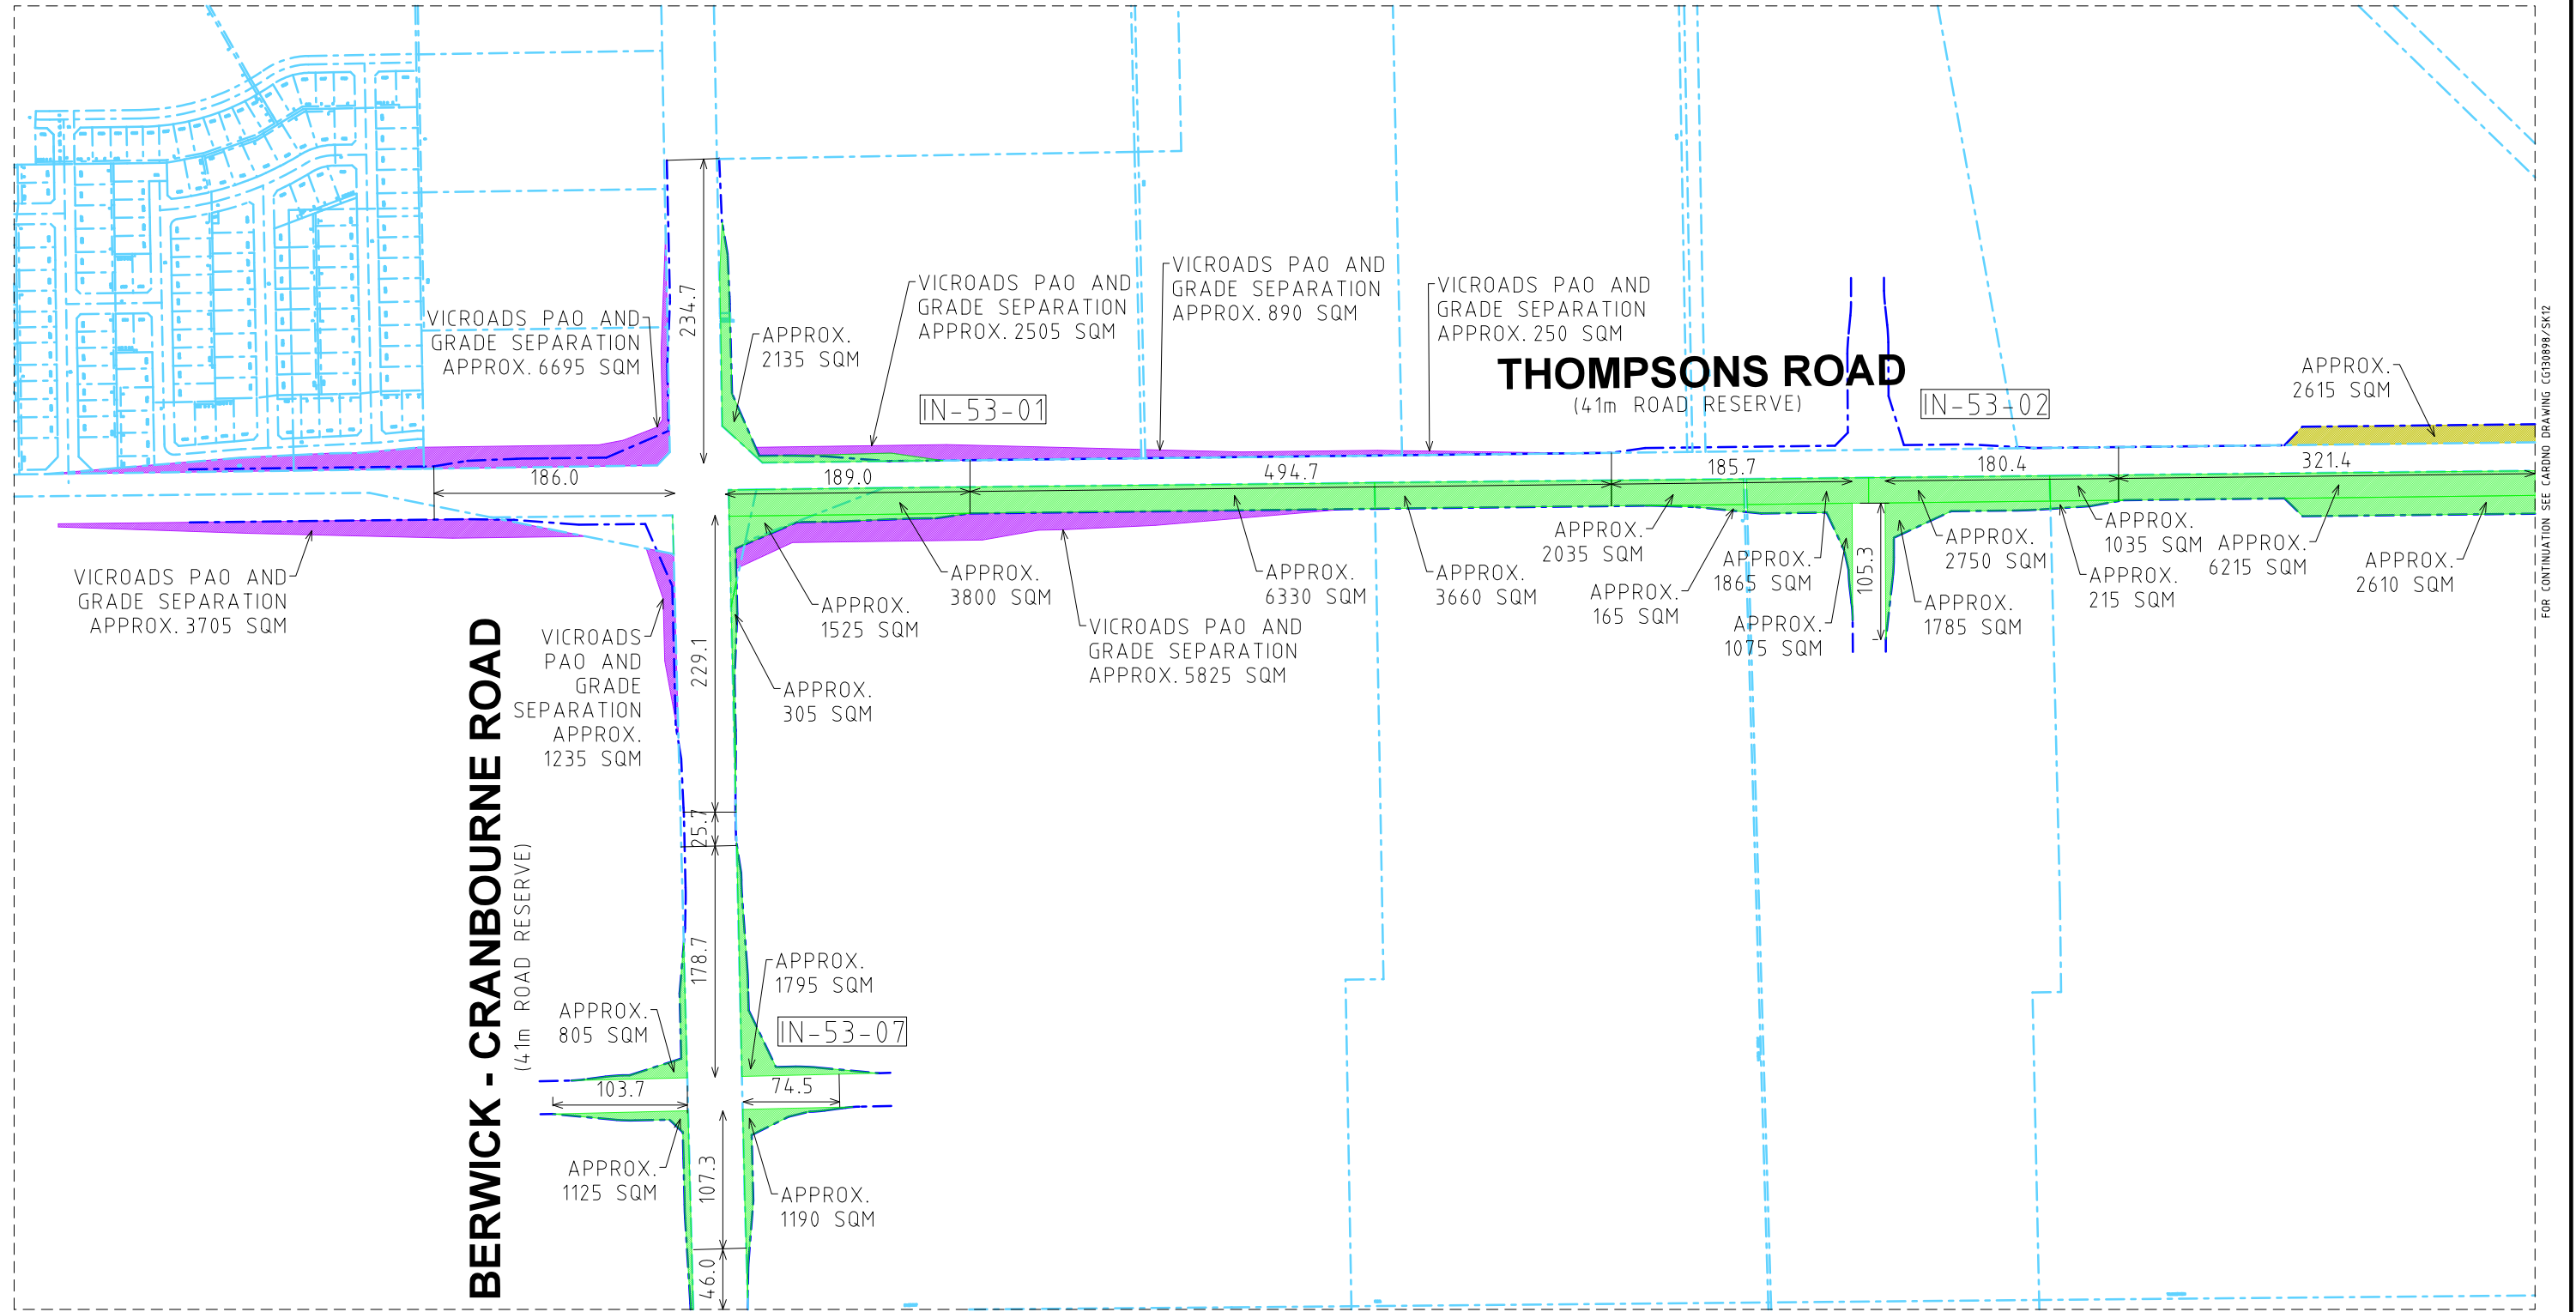 VICROADS PAO AND
GRADE SEPARATION
APPROX. 6695 SQM
234.7
APPROX.
2135 SQM
VICROADS PAO AND
GRADE SEPARATION
APPROX. 2505 SQM
VICROADS PAO AND
GRADE SEPARATION
APPROX. 890 SQM
VICROADS PAO AND
GRADE SEPARATION
APPROX. 250 SQM
IN-53-01
THOMPSONS ROAD
(41m ROAD RESERVE)
IN-53-02
APPROX.
2615 SQM
FOR CONTINUATION SEE CARDNO DRAWING CG130898/SK12
186.0
189.0
494.7
185.7
180.4
321.4
VICROADS PAO AND
GRADE SEPARATION
APPROX. 3705 SQM
VICROADS
PAO AND
GRADE
SEPARATION
APPROX.
1235 SQM
229.1
APPROX.
305 SQM
APPROX.
1525 SQM
APPROX.
3800 SQM
VICROADS PAO AND
GRADE SEPARATION
APPROX. 5825 SQM
APPROX.
6330 SQM
APPROX.
3660 SQM
APPROX.
2035 SQM
APPROX.
165 SQM
APPROX.
1865 SQM
APPROX.
1075 SQM
105.3
APPROX.
2750 SQM
APPROX.
1785 SQM
APPROX.
1035 SQM
APPROX.
215 SQM
APPROX.
6215 SQM
APPROX.
2610 SQM
BERWICK - CRANBOURNE ROAD
(41m ROAD RESERVE)
25.7
178.7
APPROX.
805 SQM
APPROX.
1795 SQM
IN-53-07
103.7
74.5
APPROX.
1125 SQM
107.3
APPROX.
1190 SQM
46.0